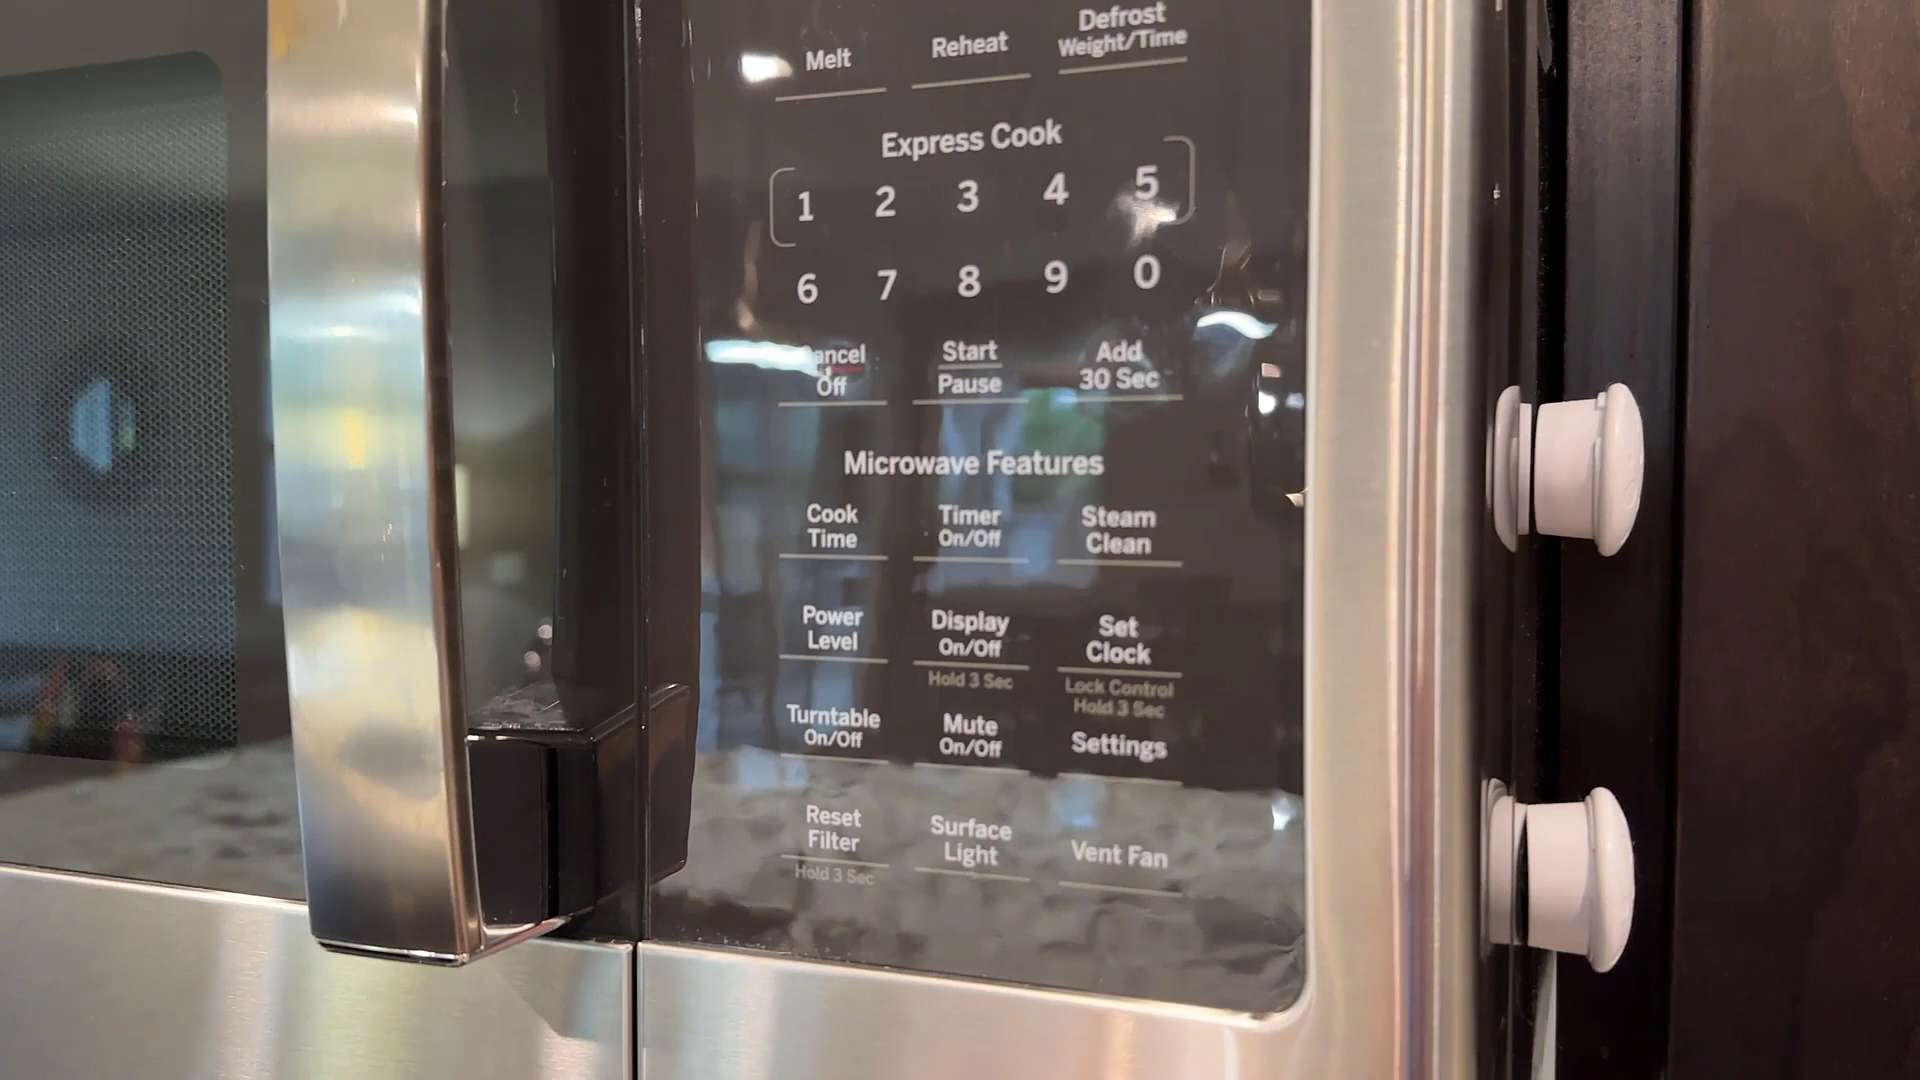 Melt Reheat Defrost
Weight/Time
Express Cook
1 2 3 4 5
6 7 8 9 0
Cancel Start Add
Off Pause 30 Sec
Microwave Features
Cook Timer Steam
Time On/Off Clean
Power Display Set
Level On/Off Clock
Hold 3 Sec Lock Control
Hold 3 Sec
Turntable Mute Settings
On/Off On/Off
Reset Surface Vent Fan
Filter Light
Hold 3 Sec